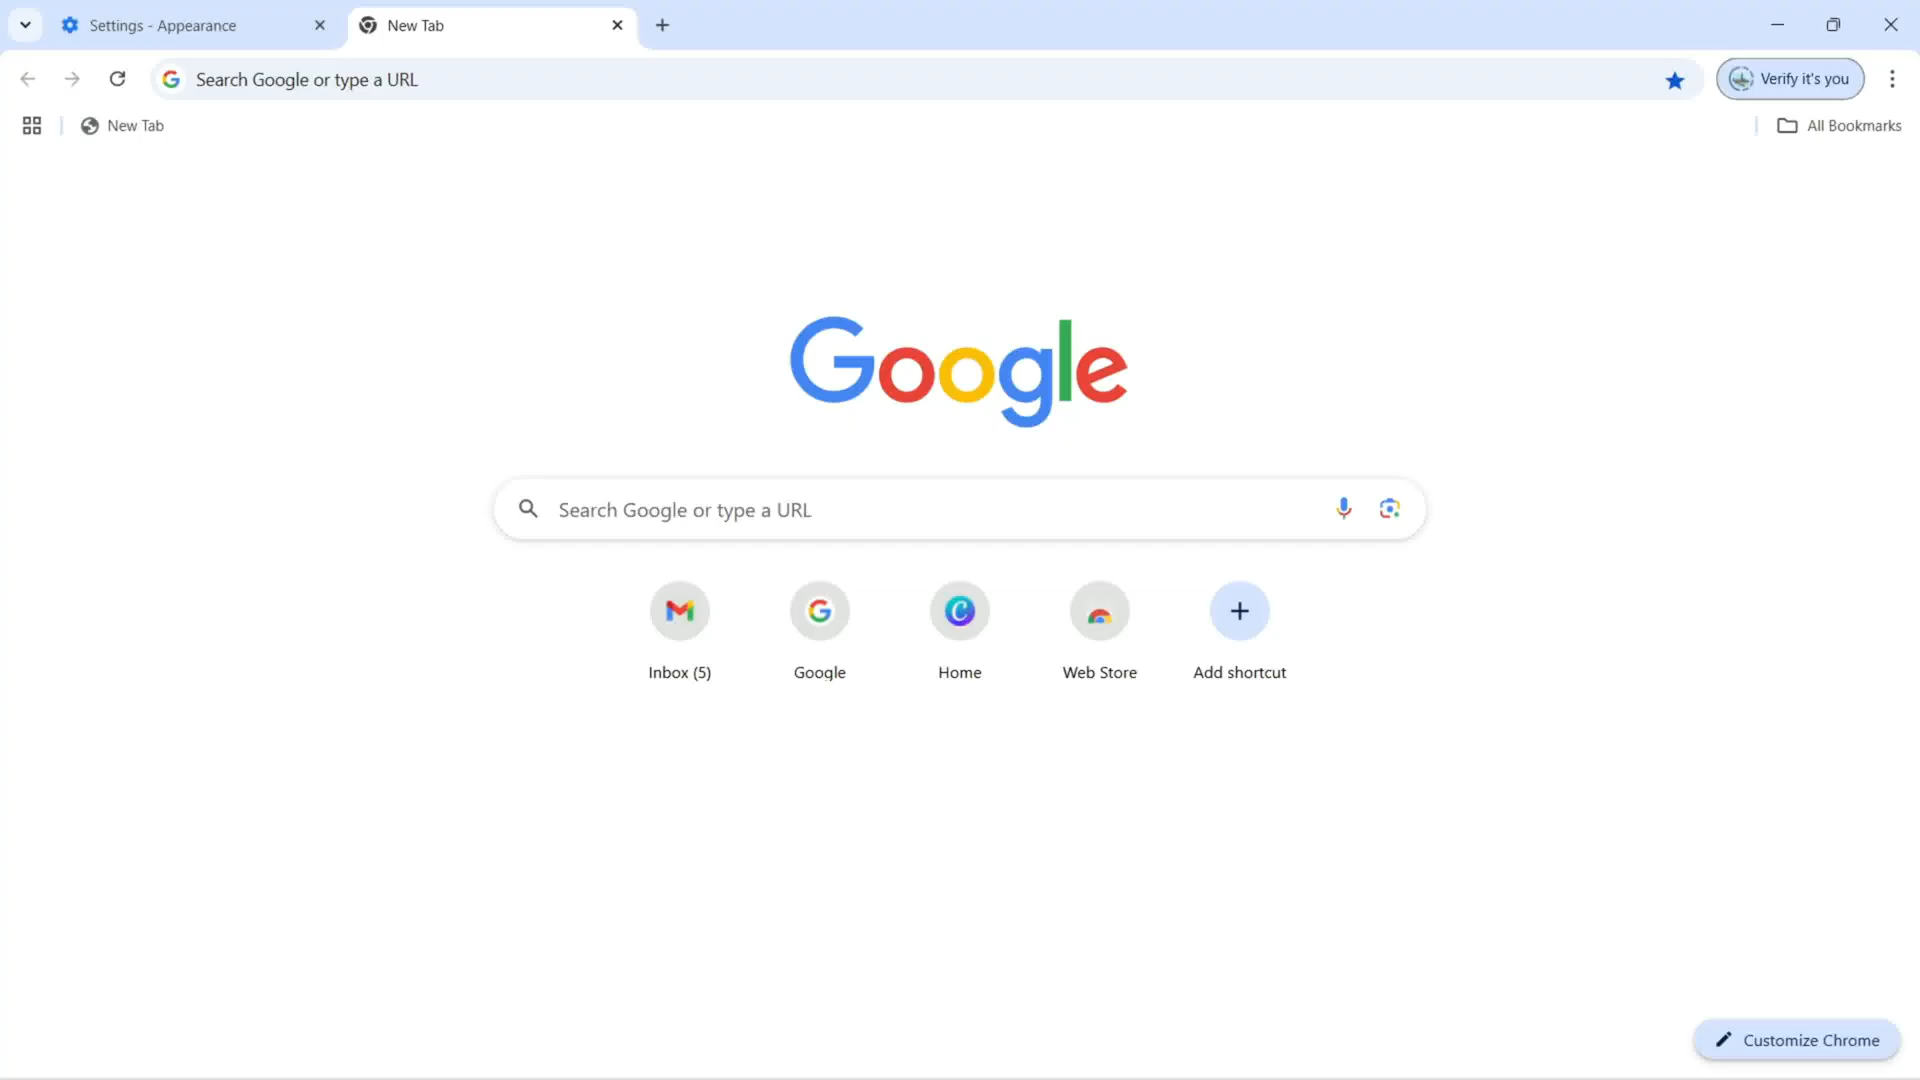 Settings - Appearance
New Tab
Search Google or type a URL
Verify it's you
New Tab
All Bookmarks
Google
Search Google or type a URL
Inbox (5)
Google
Home
Web Store
Add shortcut
Customize Chrome